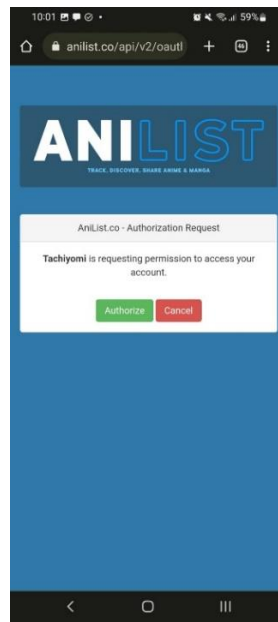 10:01
59%
anilist.co/api/v2/oautl
ANILIST
TRACK, DISCOVER, SHARE ANIME & MANGA
AniList.co - Authorization Request
Tachiyomi is requesting permission to access your
account.
Authorize Cancel